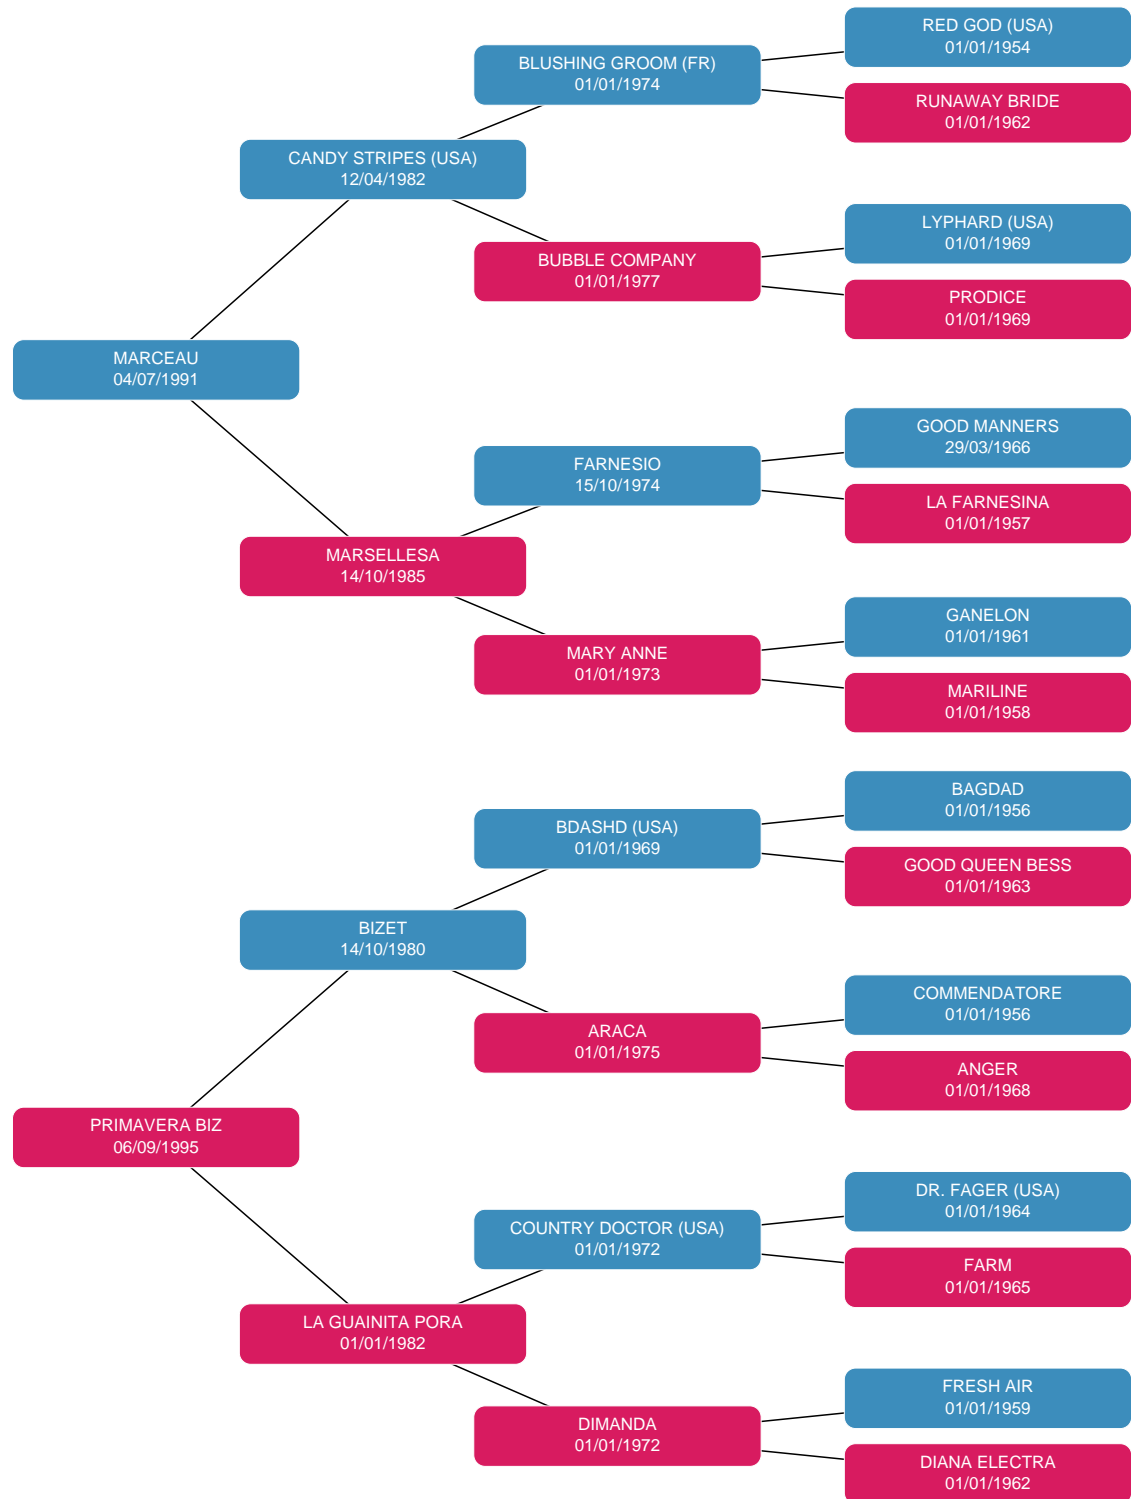 RED GOD (USA)
01/01/1954
BLUSHING GROOM (FR)
01/01/1974
RUNAWAY BRIDE
01/01/1962
CANDY STRIPES (USA)
12/04/1982
LYPHARD (USA)
01/01/1969
BUBBLE COMPANY
01/01/1977
PRODICE
01/01/1969
MARCEAU
04/07/1991
GOOD MANNERS
29/03/1966
FARNESIO
15/10/1974
LA FARNESINA
01/01/1957
MARSELLESA
14/10/1985
GANELON
01/01/1961
MARY ANNE
01/01/1973
MARILINE
01/01/1958
BAGDAD
01/01/1956
BDASHD (USA)
01/01/1969
GOOD QUEEN BESS
01/01/1963
BIZET
14/10/1980
COMMENDATORE
01/01/1956
ARACA
01/01/1975
ANGER
01/01/1968
PRIMAVERA BIZ
06/09/1995
DR. FAGER (USA)
01/01/1964
COUNTRY DOCTOR (USA)
01/01/1972
FARM
01/01/1965
LA GUAINITA PORA
01/01/1982
FRESH AIR
01/01/1959
DIMANDA
01/01/1972
DIANA ELECTRA
01/01/1962